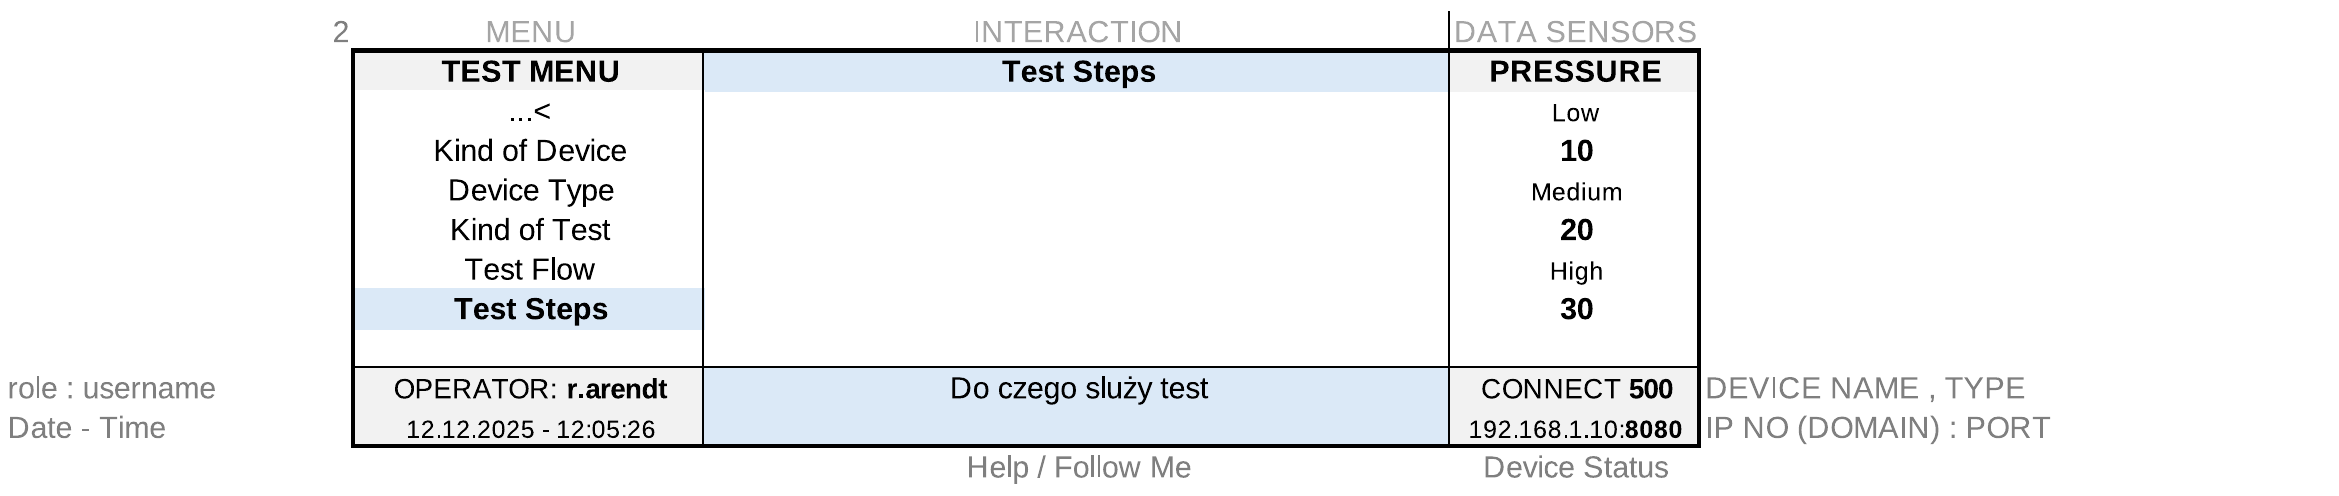 2 MENU INTERACTION DATA SENSORS
TEST MENU Test Steps PRESSURE
...< Low
Kind of Device 10
Device Type Medium
Kind of Test 20
Test Flow High
Test Steps 30
role : username OPERATOR: r.arendt Do czego sluży test CONNECT 500 DEVICE NAME , TYPE
Date - Time 12.12.2025 - 12:05:26 192.168.1.10:8080 IP NO (DOMAIN) : PORT
Help / Follow Me Device Status